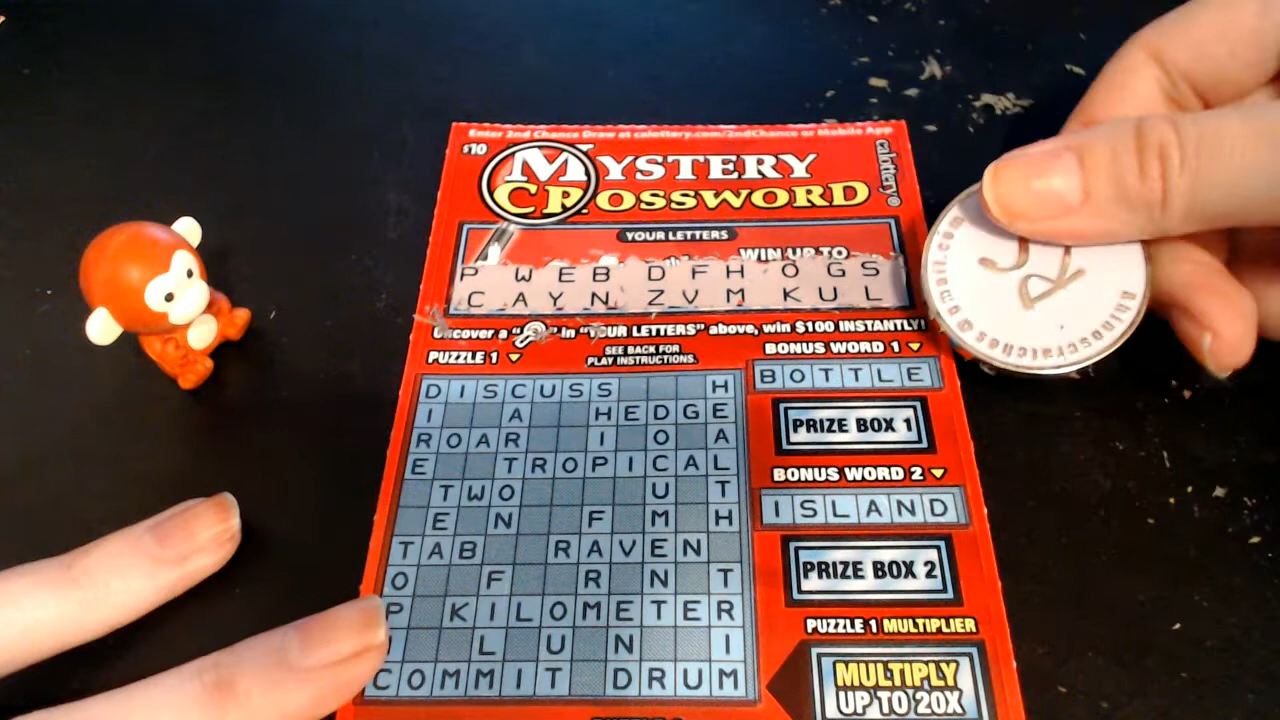 Enter 2nd Chance Draw at calottery.com/2ndChance or Mobile App
$10
MYSTERY
CROSSWORD
calottery
YOUR LETTERS
WIN UP TO
P W E B D F H O G S
C A Y N Z V M K U L
Uncover a " " in "YOUR LETTERS" above, win $100 INSTANTLY!
PUZZLE 1
SEE BACK FOR
PLAY INSTRUCTIONS.
BONUS WORD 1
BOTTLE
PRIZE BOX 1
BONUS WORD 2
ISLAND
PRIZE BOX 2
PUZZLE 1 MULTIPLIER
MULTIPLY
UP TO 20X
DISCUSS H
I A HEDGE
ROAR I O A
E TROPICAL
TWO U T
E N F M H
TAB RAVEN
O F R N T
P KILOMETER
L U N I
COMMIT DRUM
Rhinoscratches@gmail.com